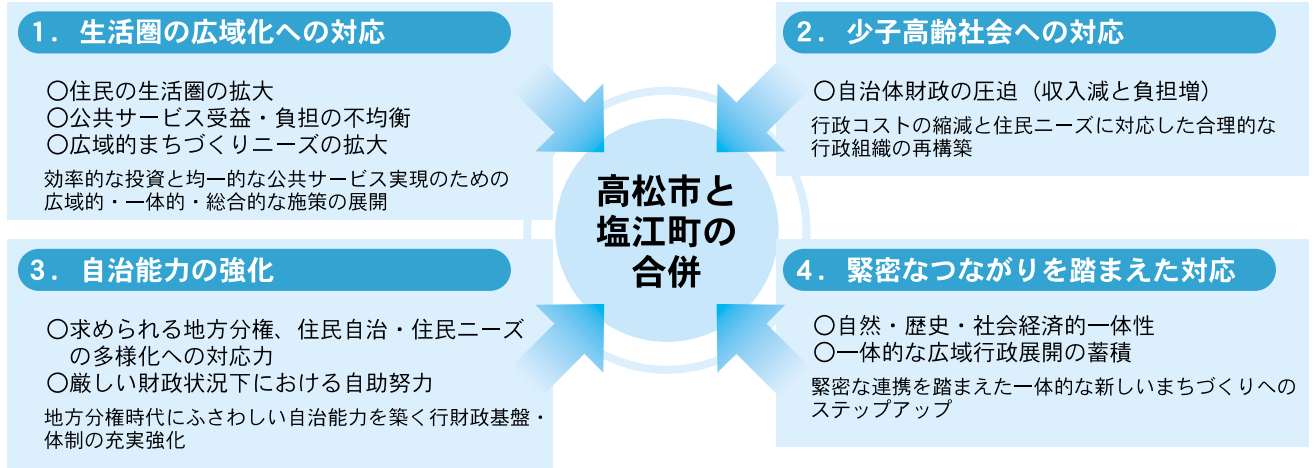 1. 生活圏の広域化への対応
○住民の生活圏の拡大
○公共サービス受益・負担の不均衡
○広域的まちづくりニーズの拡大
効率的な投資と均一的な公共サービス実現のための
広域的・一体的・総合的な施策の展開
2. 少子高齢社会への対応
○自治体財政の圧迫（収入減と負担増）
行政コストの縮減と住民ニーズに対応した合理的な
行政組織の再構築
高松市と
塩江町の
合併
3. 自治能力の強化
○求められる地方分権、住民自治・住民ニーズ
の多様化への対応力
○厳しい財政状況下における自助努力
地方分権時代にふさわしい自治能力を築く行財政基盤・
体制の充実強化
4. 緊密なつながりを踏まえた対応
○自然・歴史・社会経済的一体性
○一体的な広域行政展開の蓄積
緊密な連携を踏まえた一体的な新しいまちづくりへの
ステップアップ